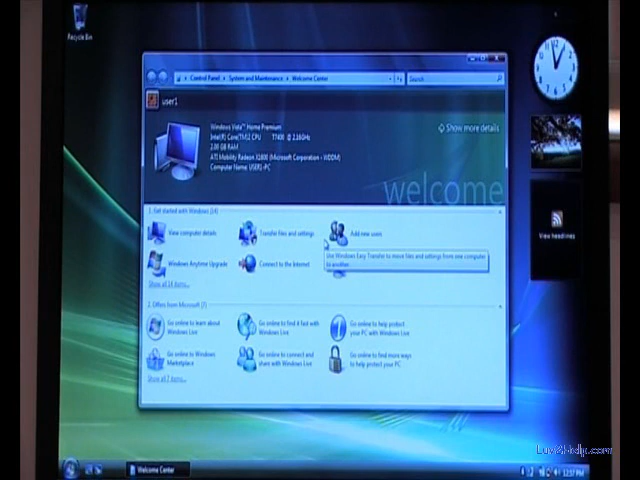 Recycle Bin
Control Panel
System and Maintenance
Welcome Center
Search
user1
Windows Vista™ Home Premium
Intel(R) Core(TM)2 CPU T7400 @ 2.16GHz
2.00 GB RAM
ATI Mobility Radeon X1600 (Microsoft Corporation - WDDM)
Computer Name: USER1-PC
Show more details
welcome
1. Get started with Windows (14)
View computer details
Transfer files and settings
Add new users
Use Windows Easy Transfer to move files and settings from one computer
to another.
Windows Anytime Upgrade
Connect to the Internet
Show all 14 items...
2. Offers from Microsoft (7)
Go online to learn about
Windows Live
Go online to find it fast with
Windows Live
Go online to help protect
your PC with Windows Live
Go online to Windows
Marketplace
Go online to connect and
share with Windows Live
Go online to find more ways
to help protect your PC
Show all 7 items...
View headlines
Welcome Center
12:57 PM